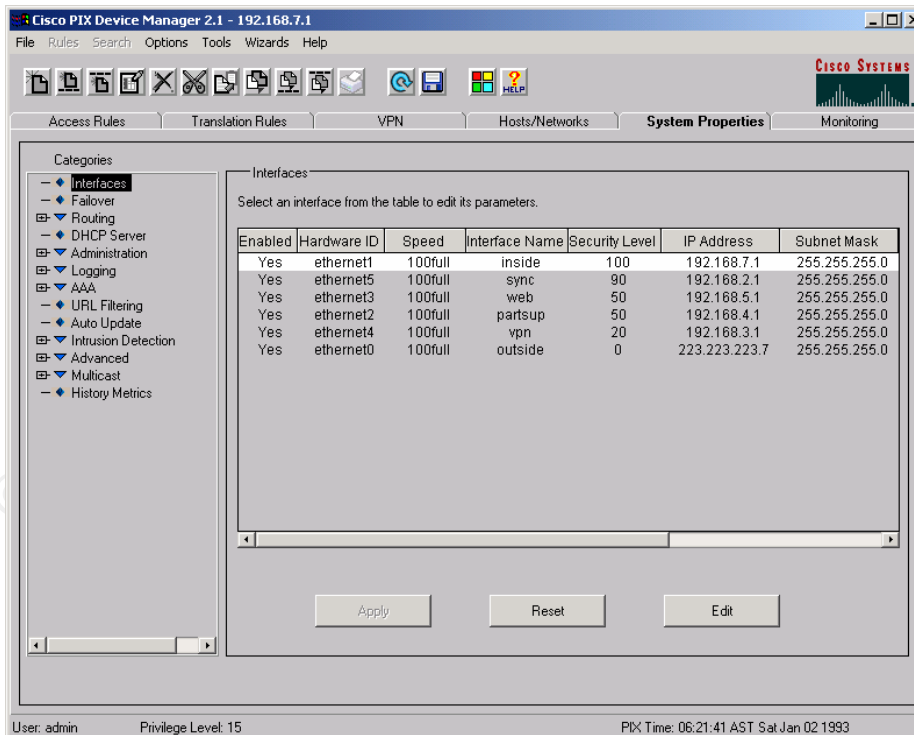 Cisco PIX Device Manager 2.1 - 192.168.7.1
File Rules Search Options Tools Wizards Help
HELP
CISCO SYSTEMS
Access Rules Translation Rules VPN Hosts/Networks System Properties Monitoring
Categories
Interfaces
Failover
Routing
DHCP Server
Administration
Logging
AAA
URL Filtering
Auto Update
Intrusion Detection
Advanced
Multicast
History Metrics
Interfaces
Select an interface from the table to edit its parameters.
Enabled Hardware ID Speed Interface Name Security Level IP Address Subnet Mask
Yes ethernet1 100full inside 100 192.168.7.1 255.255.255.0
Yes ethernet5 100full sync 90 192.168.2.1 255.255.255.0
Yes ethernet3 100full web 50 192.168.5.1 255.255.255.0
Yes ethernet2 100full partsup 50 192.168.4.1 255.255.255.0
Yes ethernet4 100full vpn 20 192.168.3.1 255.255.255.0
Yes ethernet0 100full outside 0 223.223.223.7 255.255.255.0
Apply Reset Edit
User: admin Privilege Level: 15 PIX Time: 06:21:41 AST Sat Jan 02 1993